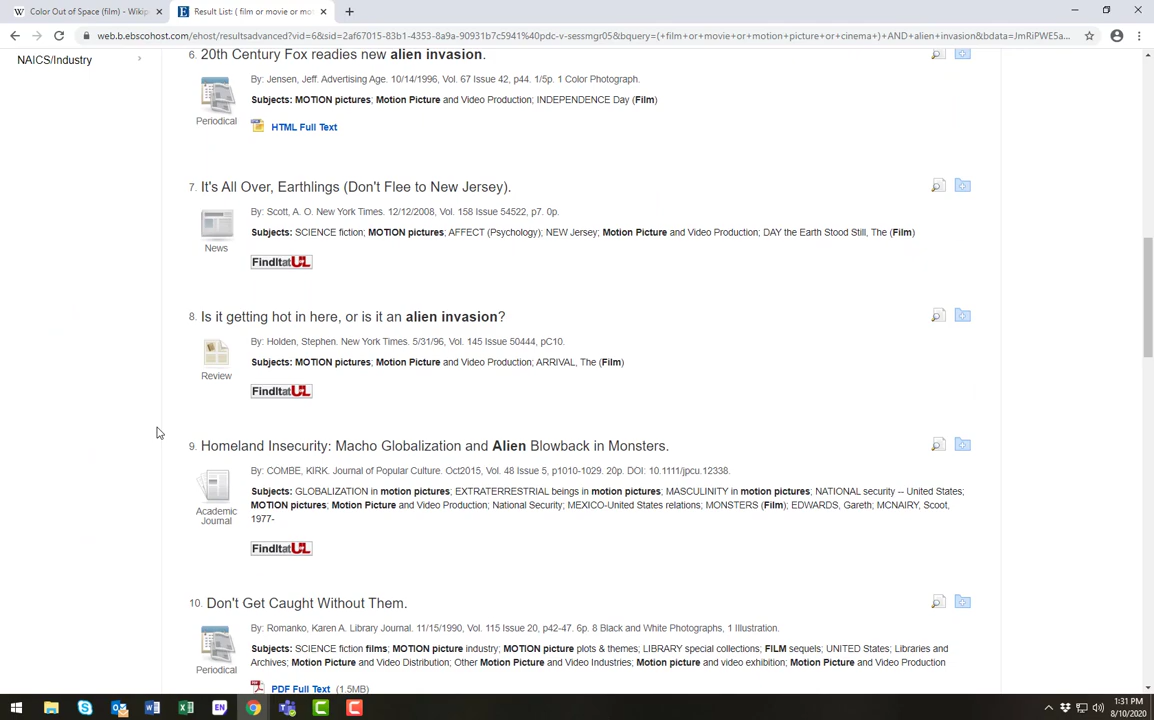 Color Out of Space (film) - Wikip
Result List: ( film or movie or mot
web.b.ebscohost.com/ehost/resultsadvanced?vid=6&sid=2af67015-83b1-4353-8a9a-90931b7c5941%40pdc-v-sessmgr05&bquery=(+film+or+movie+or+motion+picture+or+cinema+)+AND+alien+invasion&bdata=JmRiPWE5a...
NAICS/Industry
6. 20th Century Fox readies new alien invasion.
By: Jensen, Jeff. Advertising Age. 10/14/1996, Vol. 67 Issue 42, p44. 1/5p. 1 Color Photograph.
Subjects: MOTION pictures; Motion Picture and Video Production; INDEPENDENCE Day (Film)
Periodical
HTML Full Text
7. It's All Over, Earthlings (Don't Flee to New Jersey).
By: Scott, A. O. New York Times. 12/12/2008, Vol. 158 Issue 54522, p7. 0p.
Subjects: SCIENCE fiction; MOTION pictures; AFFECT (Psychology); NEW Jersey; Motion Picture and Video Production; DAY the Earth Stood Still, The (Film)
News
FindItatUL
8. Is it getting hot in here, or is it an alien invasion?
By: Holden, Stephen. New York Times. 5/31/96, Vol. 145 Issue 50444, pC10.
Subjects: MOTION pictures; Motion Picture and Video Production; ARRIVAL, The (Film)
Review
FindItatUL
9. Homeland Insecurity: Macho Globalization and Alien Blowback in Monsters.
By: COMBE, KIRK. Journal of Popular Culture. Oct2015, Vol. 48 Issue 5, p1010-1029. 20p. DOI: 10.1111/jpcu.12338.
Subjects: GLOBALIZATION in motion pictures; EXTRATERRESTRIAL beings in motion pictures; MASCULINITY in motion pictures; NATIONAL security -- United States;
MOTION pictures; Motion Picture and Video Production; National Security; MEXICO-United States relations; MONSTERS (Film); EDWARDS, Gareth; MCNAIRY, Scoot,
1977-
Academic
Journal
FindItatUL
10. Don't Get Caught Without Them.
By: Romanko, Karen A. Library Journal. 11/15/1990, Vol. 115 Issue 20, p42-47. 6p. 8 Black and White Photographs, 1 Illustration.
Subjects: SCIENCE fiction films; MOTION picture industry; MOTION picture plots & themes; LIBRARY special collections; FILM sequels; UNITED States; Libraries and
Archives; Motion Picture and Video Distribution; Other Motion Picture and Video Industries; Motion picture and video exhibition; Motion Picture and Video Production
Periodical
PDF Full Text (1.5MB)
EN
1:31 PM
8/10/2020